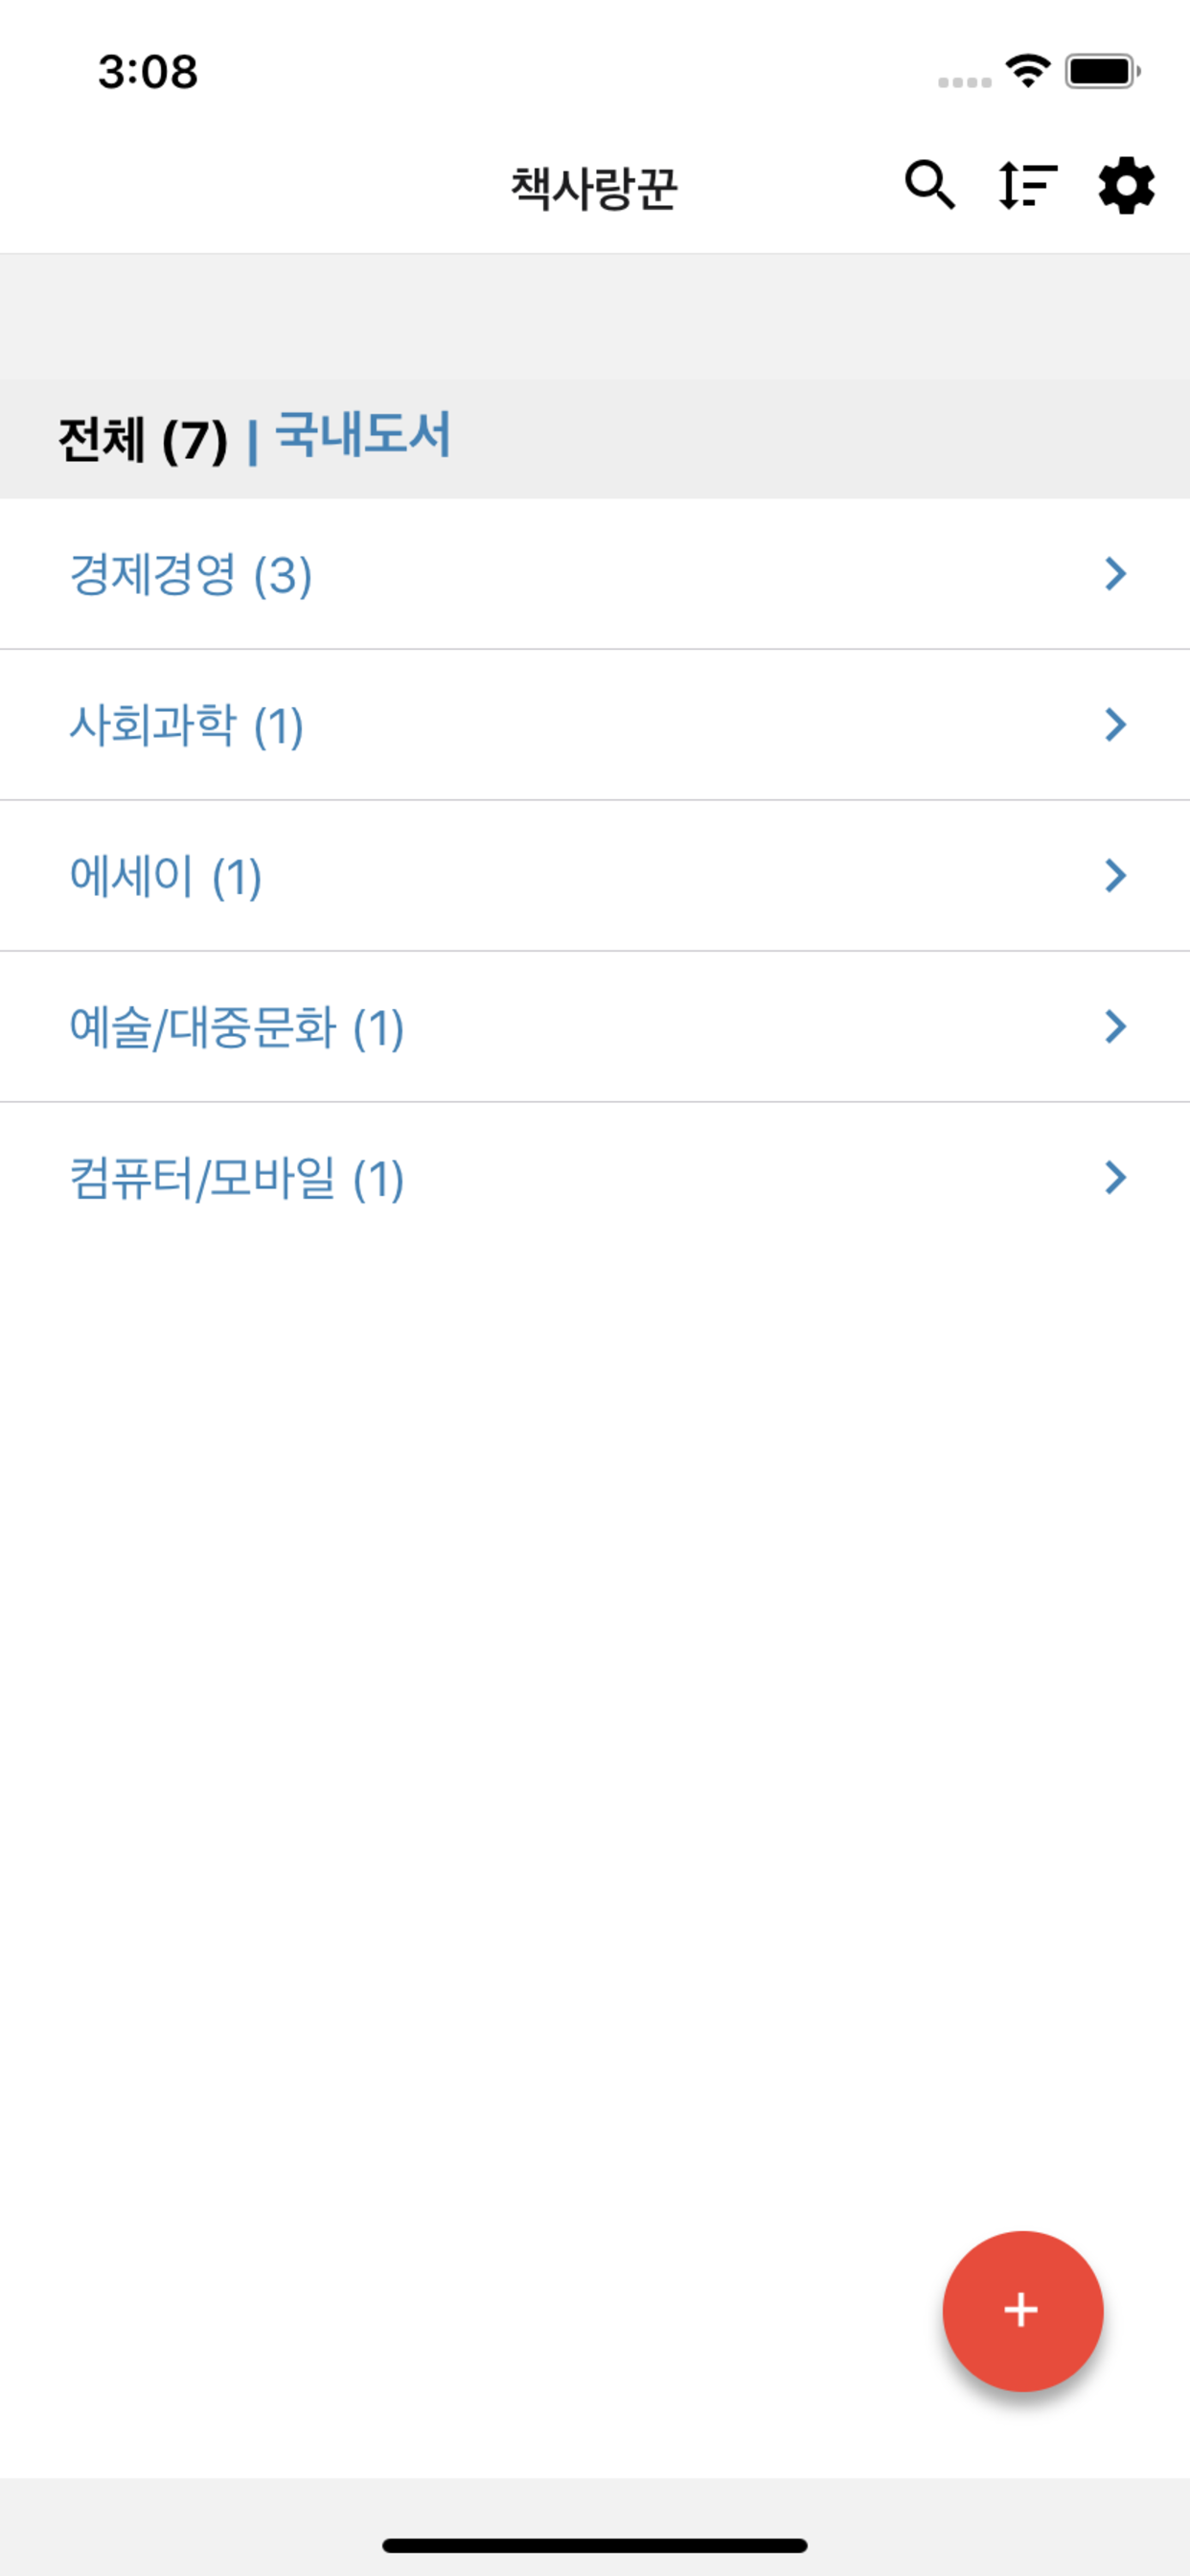 3:08
책사랑꾼
전체 (7) | 국내도서
경제경영 (3)
사회과학 (1)
에세이 (1)
예술/대중문화 (1)
컴퓨터/모바일 (1)
+